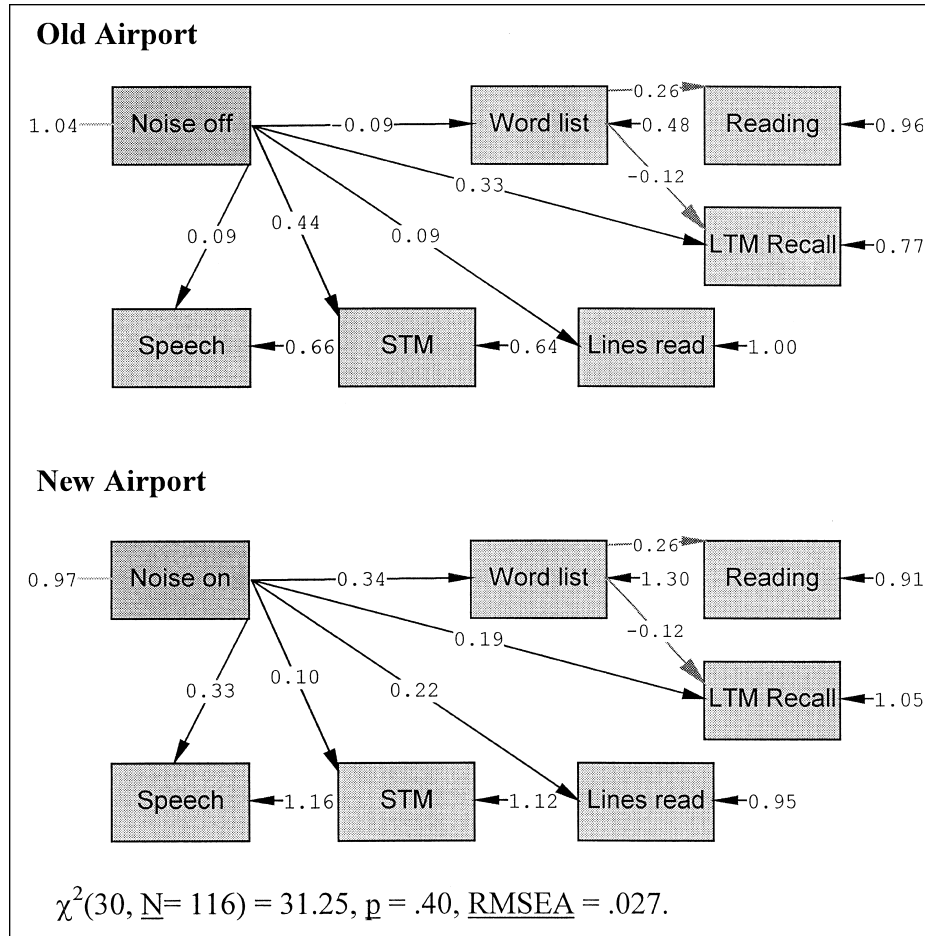 Old Airport
0.26
1.04 Noise off -0.09 Word list 0.48 Reading 0.96
-0.12
0.33
0.09 0.44 0.09 LTM Recall 0.77
Speech 0.66 STM 0.64 Lines read 1.00
New Airport
0.26
0.97 Noise on 0.34 Word list 1.30 Reading 0.91
-0.12
0.19
0.33 0.10 0.22 LTM Recall 1.05
Speech 1.16 STM 1.12 Lines read 0.95
χ²(30, N= 116) = 31.25, p = .40, RMSEA = .027.